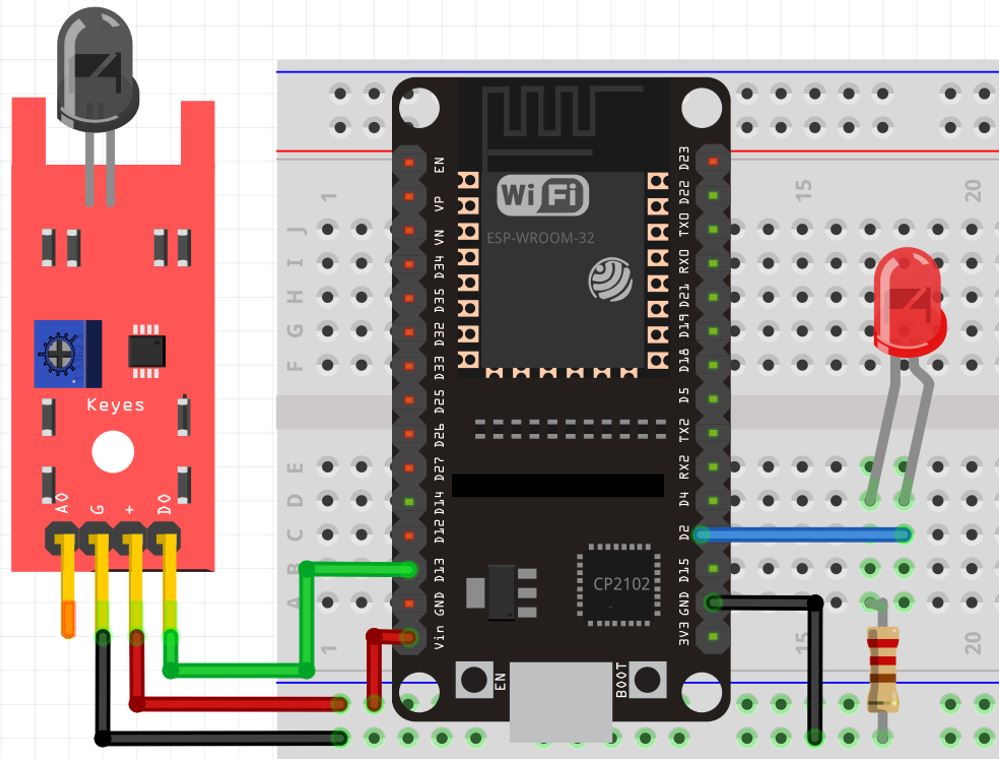 Keyes
AO
G
+
DO
1
15
20
J
I
H
G
F
E
D
C
B
A
1
15
20
WiFi
ESP-WROOM-32
EN
VP
VN
D34
D35
D32
D33
D25
D26
D27
D14
D12
D13
GND
Vin
D23
D22
TX0
RX0
D21
D19
D18
D5
TX2
RX2
D4
D2
D15
GND
3V3
CP2102
EN
BOOT